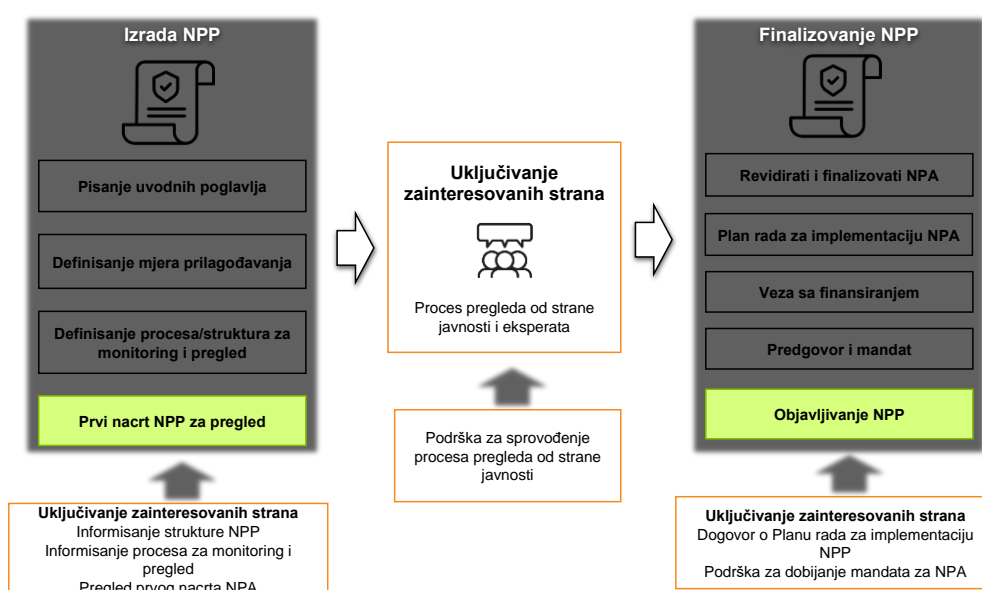 Izrada NPP
Pisanje uvodnih poglavlja
Definisanje mjera prilagođavanja
Definisanje procesa/struktura za
monitoring i pregled
Prvi nacrt NPP za pregled
Uključivanje zainteresovanih strana
Informisanje strukture NPP
Informisanje procesa za monitoring i
pregled
Pregled prvog nacrta NPA
Uključivanje
zainteresovanih strana
Proces pregleda od strane
javnosti i eksperata
Podrška za sprovođenje
procesa pregleda od strane
javnosti
Finalizovanje NPP
Revidirati i finalizovati NPA
Plan rada za implementaciju NPA
Veza sa finansiranjem
Predgovor i mandat
Objavljivanje NPP
Uključivanje zainteresovanih strana
Dogovor o Planu rada za implementaciju
NPP
Podrška za dobijanje mandata za NPA